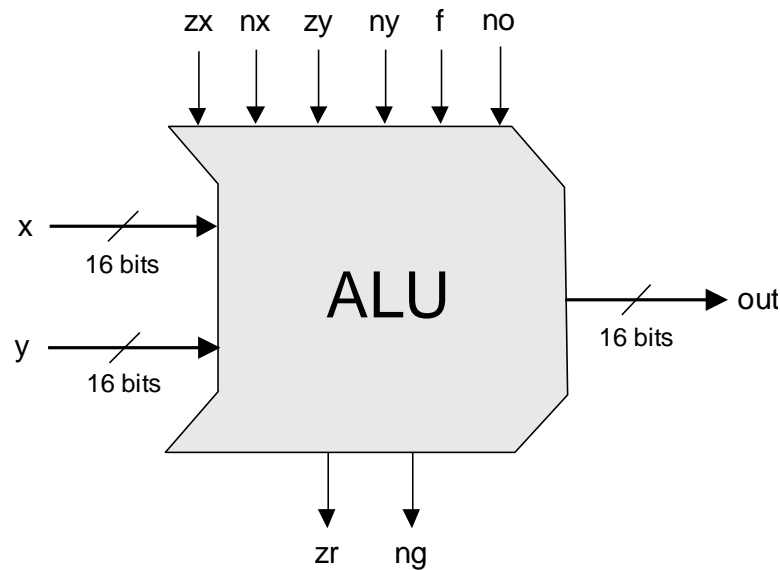 zx nx zy ny f no
x
16 bits
ALU
out
16 bits
y
16 bits
zr ng